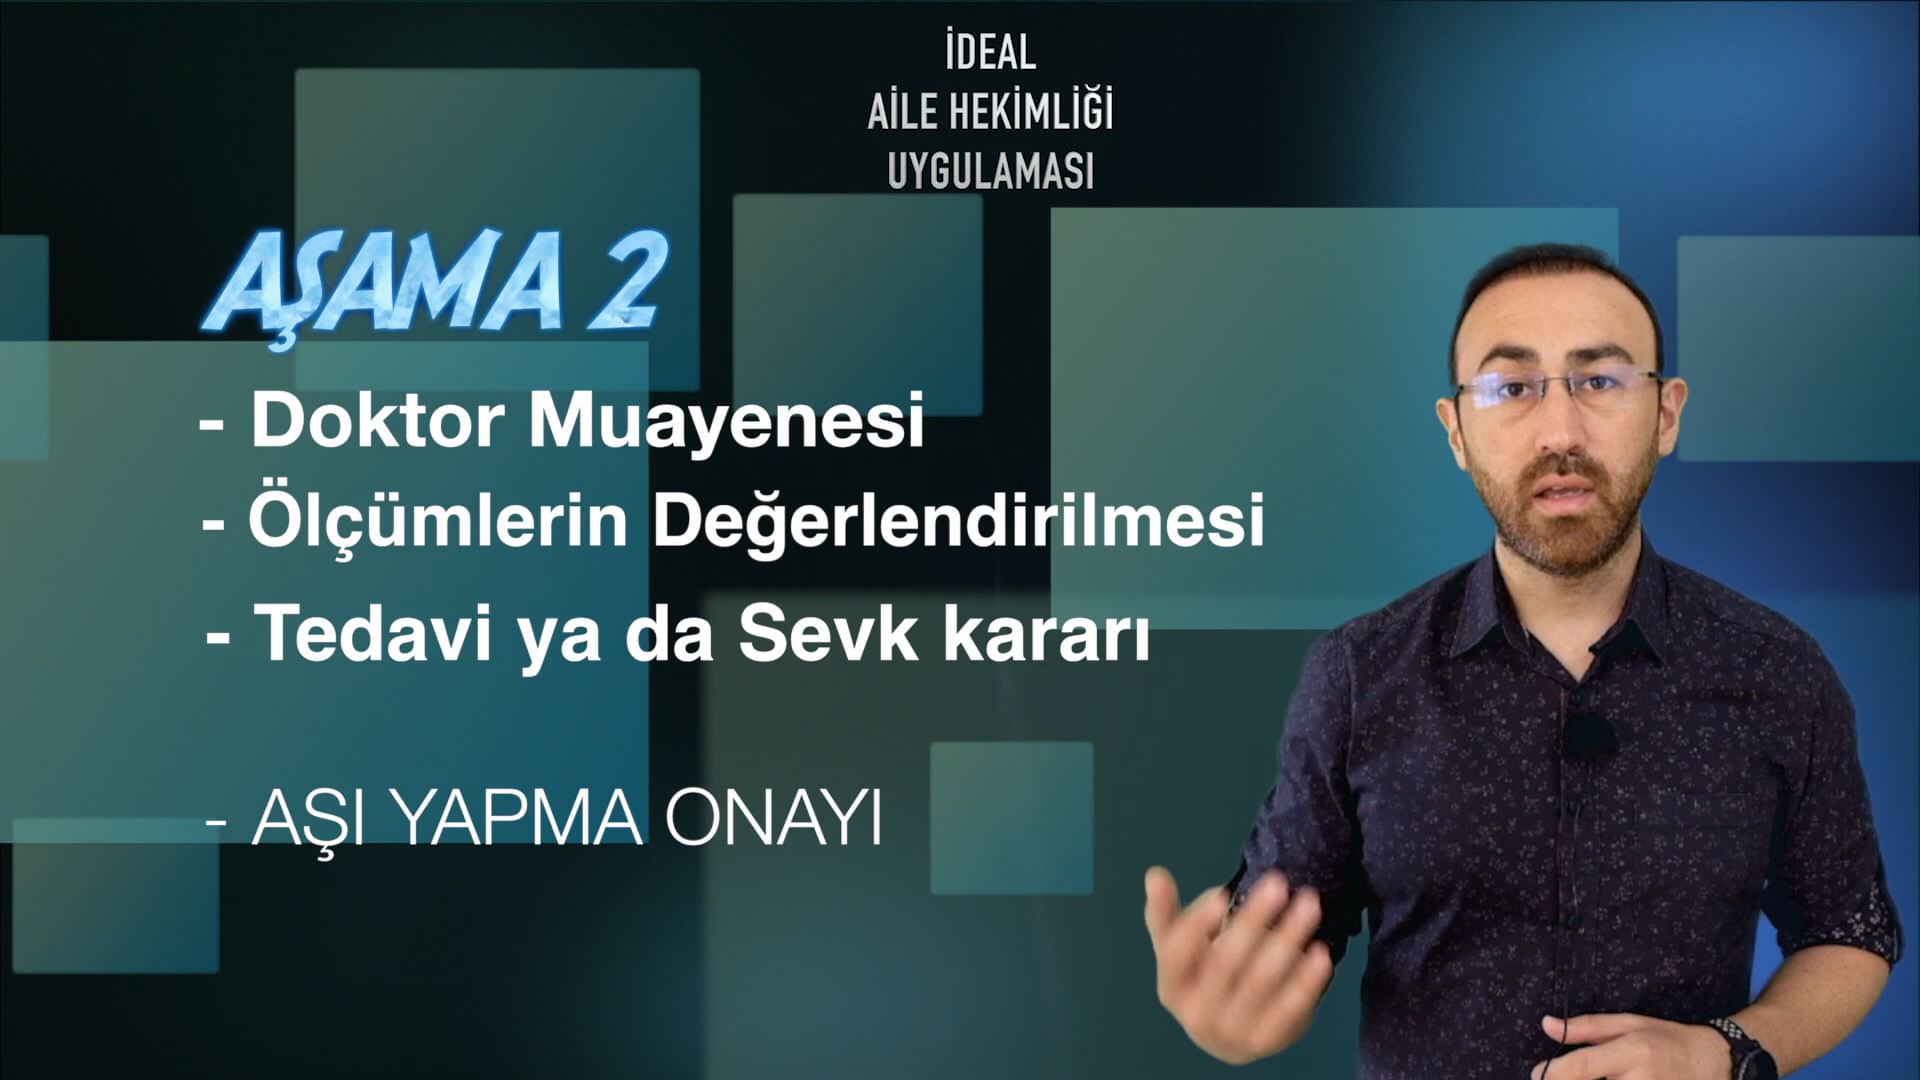 İDEAL
AİLE HEKİMLİĞİ
UYGULAMASI
AŞAMA 2
- Doktor Muayenesi
- Ölçümlerin Değerlendirilmesi
- Tedavi ya da Sevk kararı
- AŞI YAPMA ONAYI